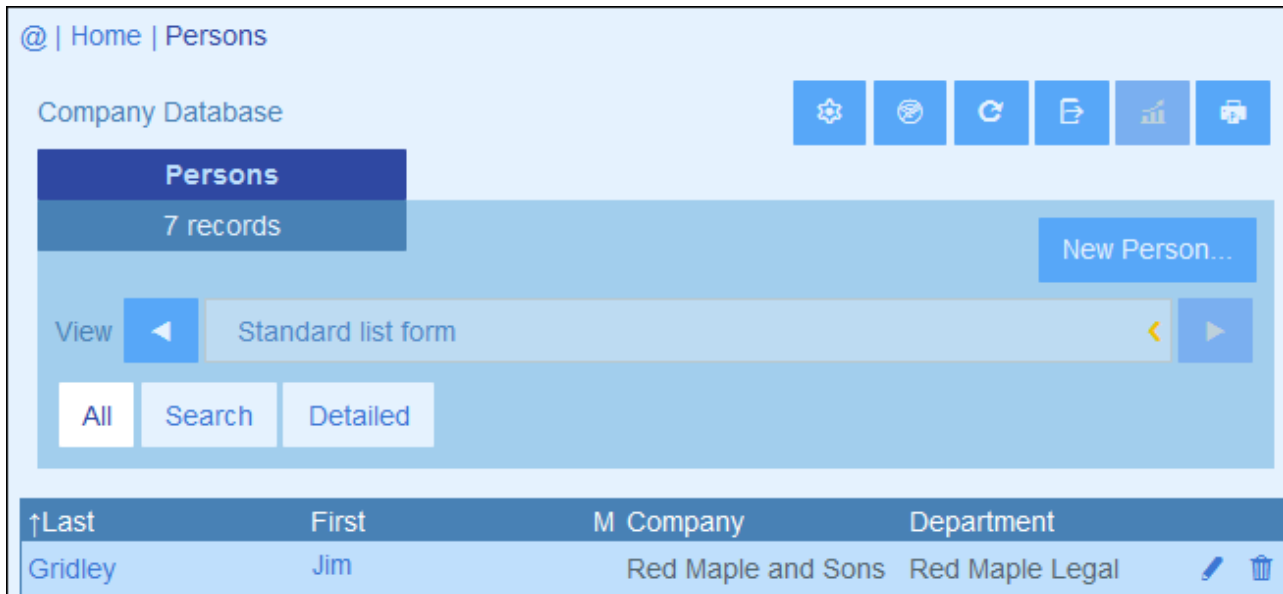 @ | Home | Persons
Company Database
Persons
7 records
New Person...
View Standard list form
All Search Detailed
↑Last First M Company Department
Gridley Jim Red Maple and Sons Red Maple Legal